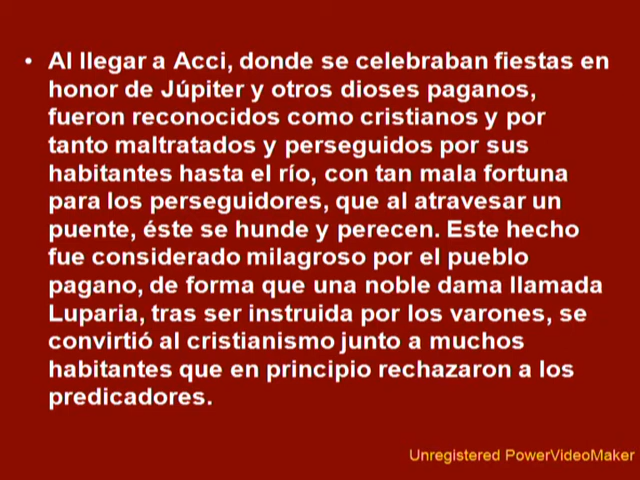 • Al llegar a Acci, donde se celebraban fiestas en
honor de Júpiter y otros dioses paganos,
fueron reconocidos como cristianos y por
tanto maltratados y perseguidos por sus
habitantes hasta el río, con tan mala fortuna
para los perseguidores, que al atravesar un
puente, éste se hunde y perecen. Este hecho
fue considerado milagroso por el pueblo
pagano, de forma que una noble dama llamada
Luparia, tras ser instruida por los varones, se
convirtió al cristianismo junto a muchos
habitantes que en principio rechazaron a los
predicadores.
Unregistered PowerVideoMaker